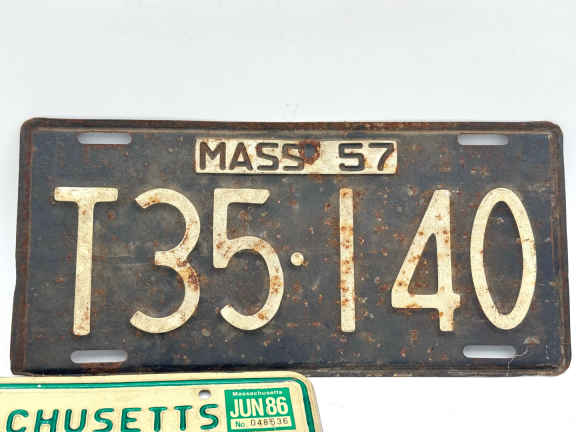 MASS 57
T35·140
Massachusetts
CHUSETTS JUN 86
No. 048536